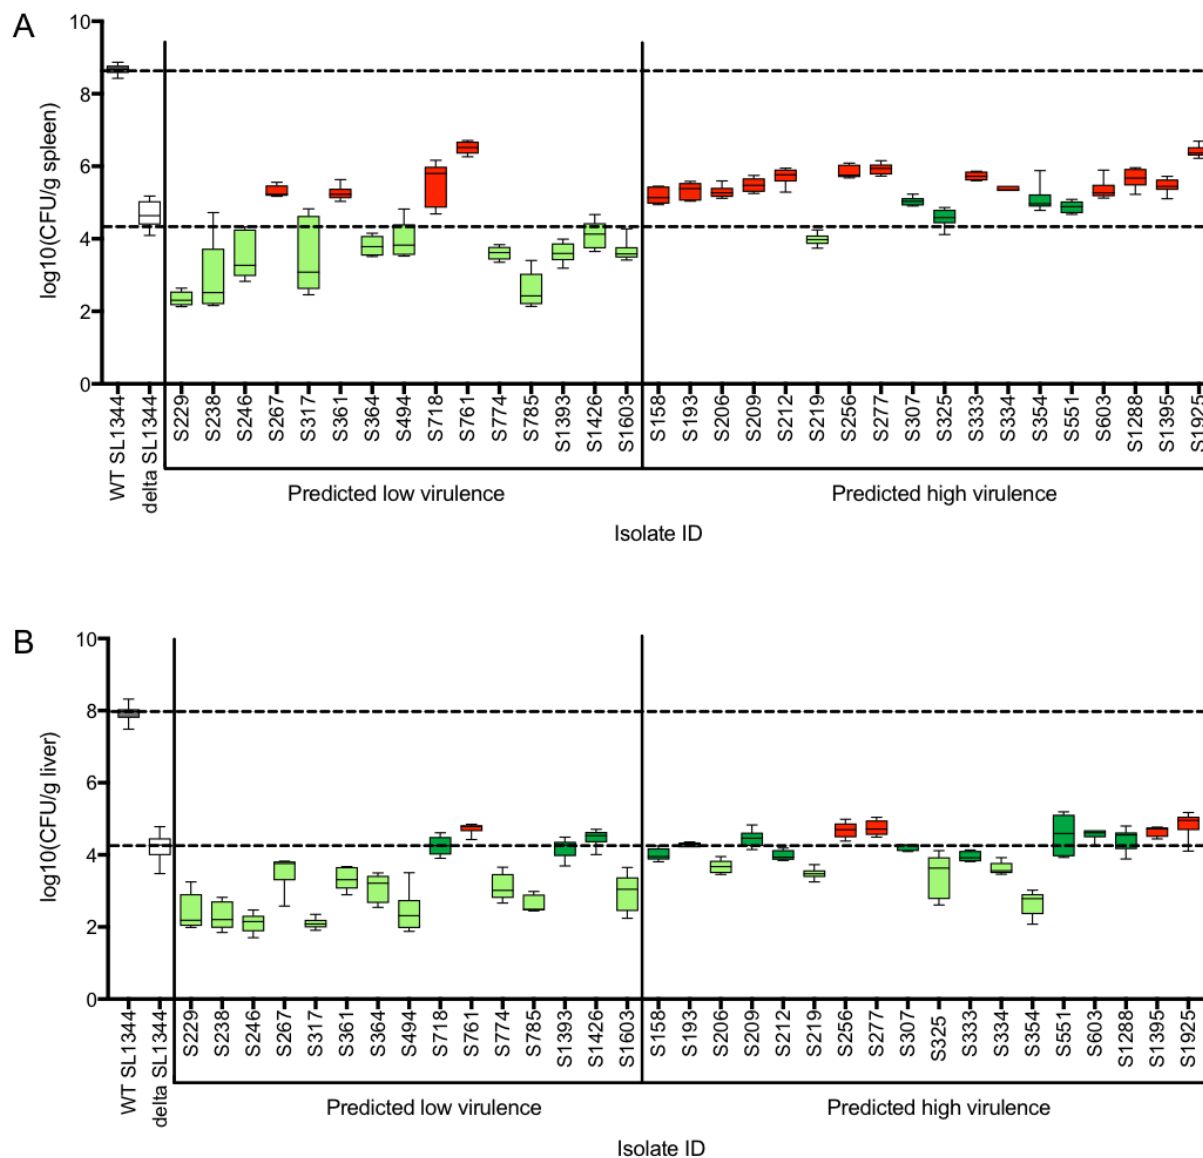 A
log10(CFU/g spleen)
10
8
6
4
2
0
WT SL1344
delta SL1344
S229
S238
S246
S267
S317
S361
S364
S494
S718
S761
S774
S785
S1393
S1426
S1603
S158
S193
S206
S209
S212
S219
S256
S277
S307
S325
S333
S334
S354
S551
S603
S1288
S1395
S1925
Predicted low virulence
Predicted high virulence
Isolate ID
B
log10(CFU/g liver)
10
8
6
4
2
0
WT SL1344
delta SL1344
S229
S238
S246
S267
S317
S361
S364
S494
S718
S761
S774
S785
S1393
S1426
S1603
S158
S193
S206
S209
S212
S219
S256
S277
S307
S325
S333
S334
S354
S551
S603
S1288
S1395
S1925
Predicted low virulence
Predicted high virulence
Isolate ID